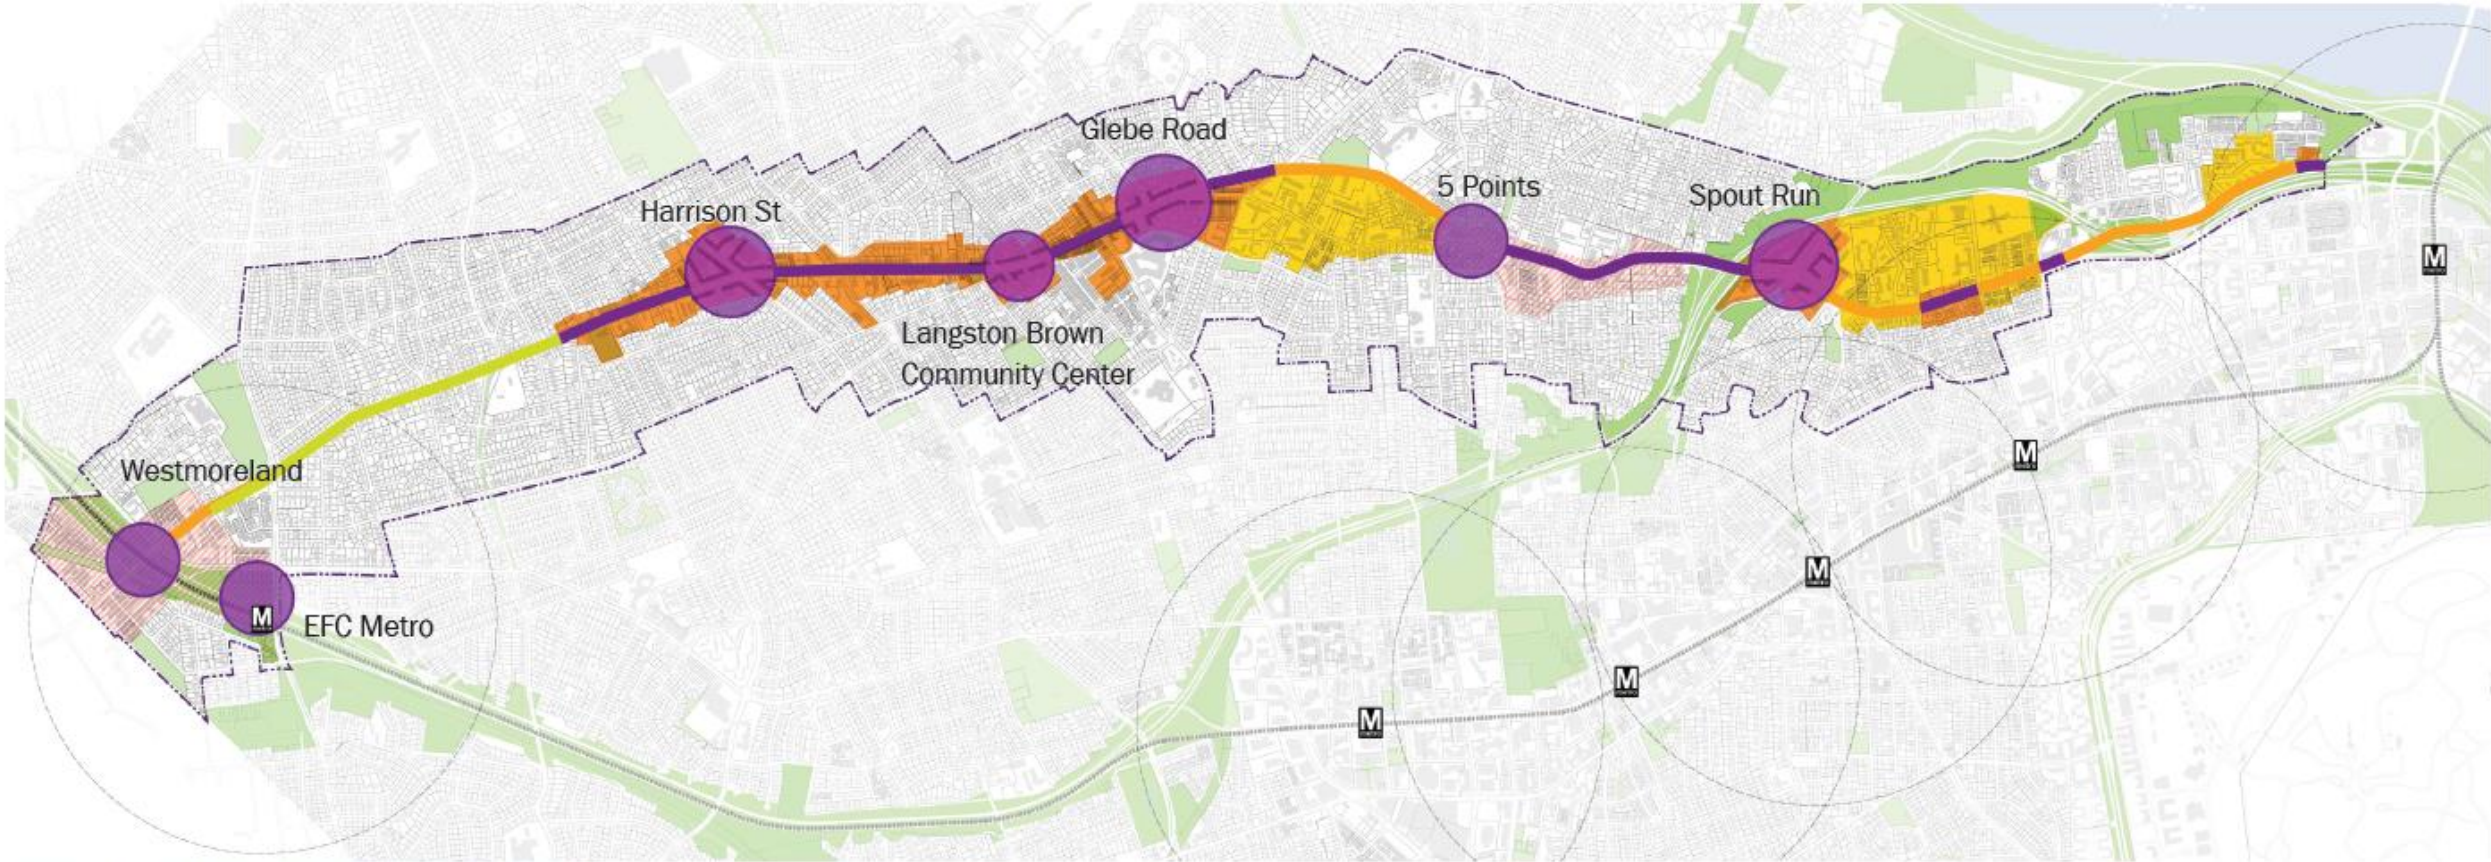 Glebe Road
5 Points
Spout Run
Harrison St
M
Langston Brown
Community Center
M
Westmoreland
M
M
EFC Metro
M
M